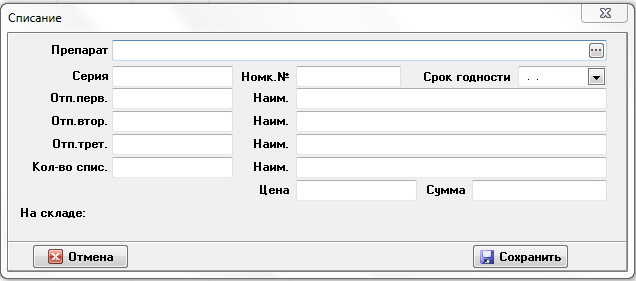 Списание
Препарат ...
Серия Номк.№ Срок годности . .
Отп.перв. Наим.
Отп.втор. Наим.
Отп.трет. Наим.
Кол-во спис. Наим.
Цена Сумма
На складе:
Отмена Сохранить